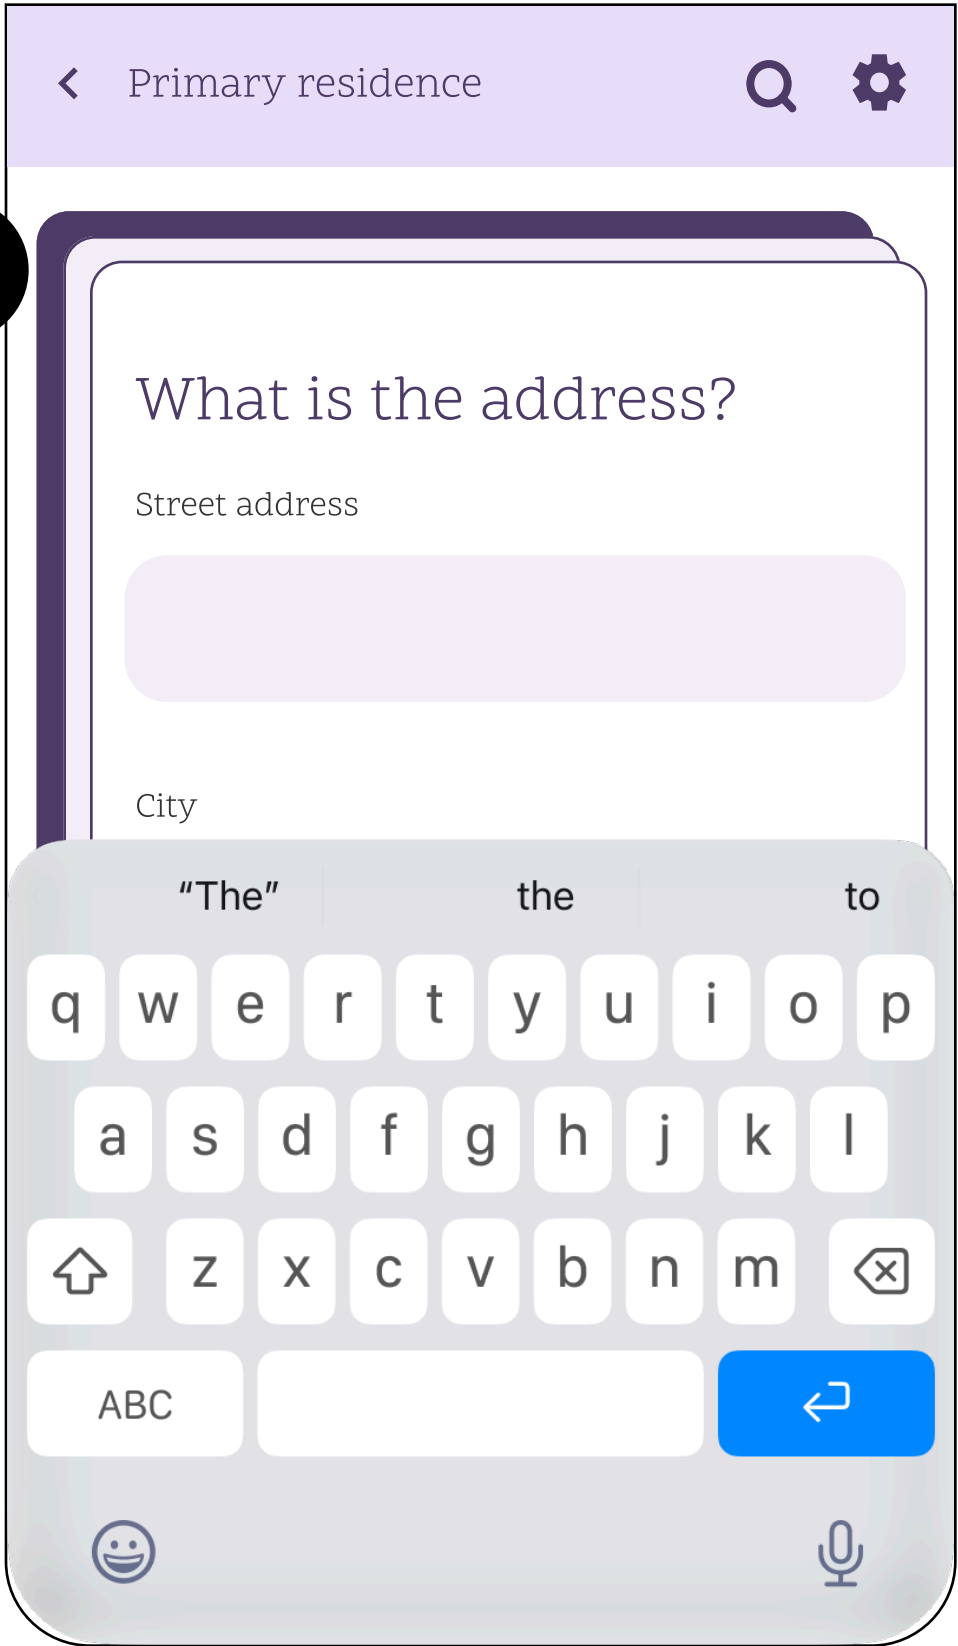 Primary residence
What is the address?
Street address
City
“The” the to
q w e r t y u i o p
a s d f g h j k l
z x c v b n m
ABC